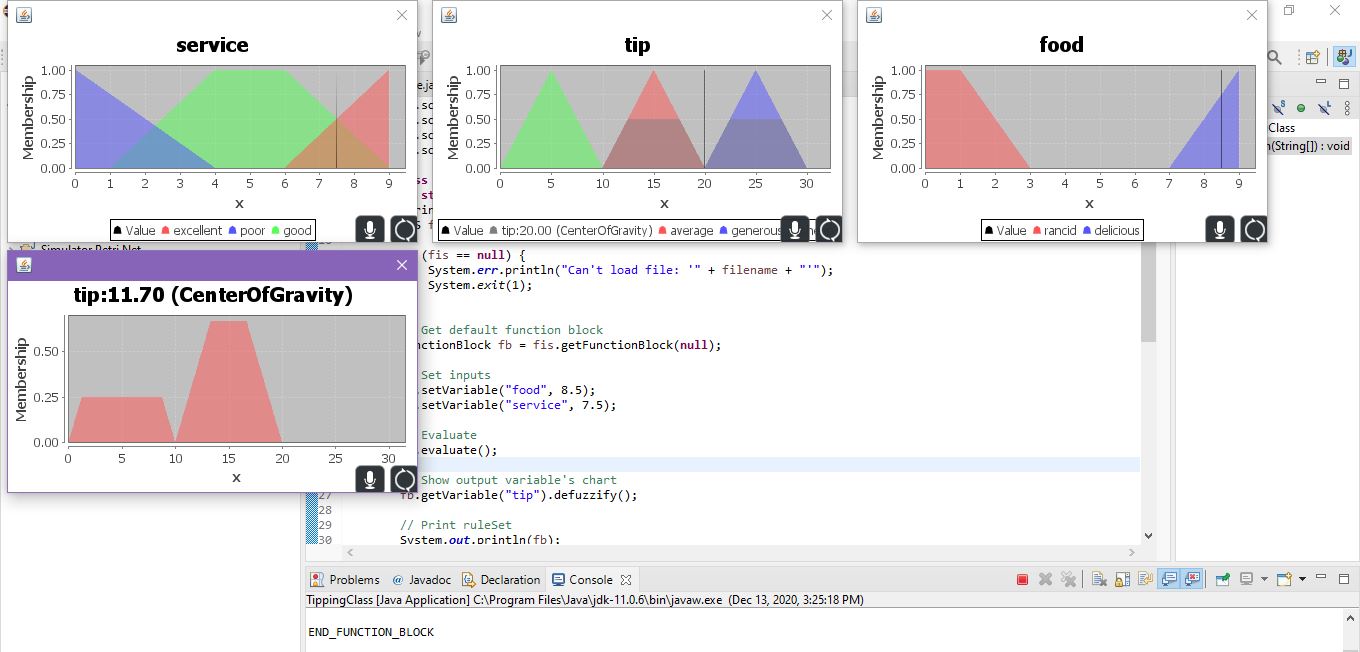 service
1.00
0.75
0.50
0.25
0.00
Membership
0 1 2 3 4 5 6 7 8 9
x
Value excellent poor good
tip
1.00
0.75
0.50
0.25
0.00
Membership
0 5 10 15 20 25 30
x
Value tip:20.00 (CenterOfGravity) average generous
food
1.00
0.75
0.50
0.25
0.00
Membership
0 1 2 3 4 5 6 7 8 9
x
Value rancid delicious
Class
(String[]) : void
tip:11.70 (CenterOfGravity)
0.50
0.25
0.00
Membership
0 5 10 15 20 25 30
x
(fis == null) {
System.err.println("Can't load file: '" + filename + "'");
System.exit(1);
Get default function block
nctionBlock fb = fis.getFunctionBlock(null);
Set inputs
.setVariable("food", 8.5);
.setVariable("service", 7.5);
Evaluate
.evaluate();
Show output variable's chart
27 fb.getVariable("tip").defuzzify();
28
29 // Print ruleSet
30 System.out.println(fb);
Problems @ Javadoc Declaration Console
TippingClass [Java Application] C:\Program Files\Java\jdk-11.0.6\bin\javaw.exe (Dec 13, 2020, 3:25:18 PM)
END_FUNCTION_BLOCK